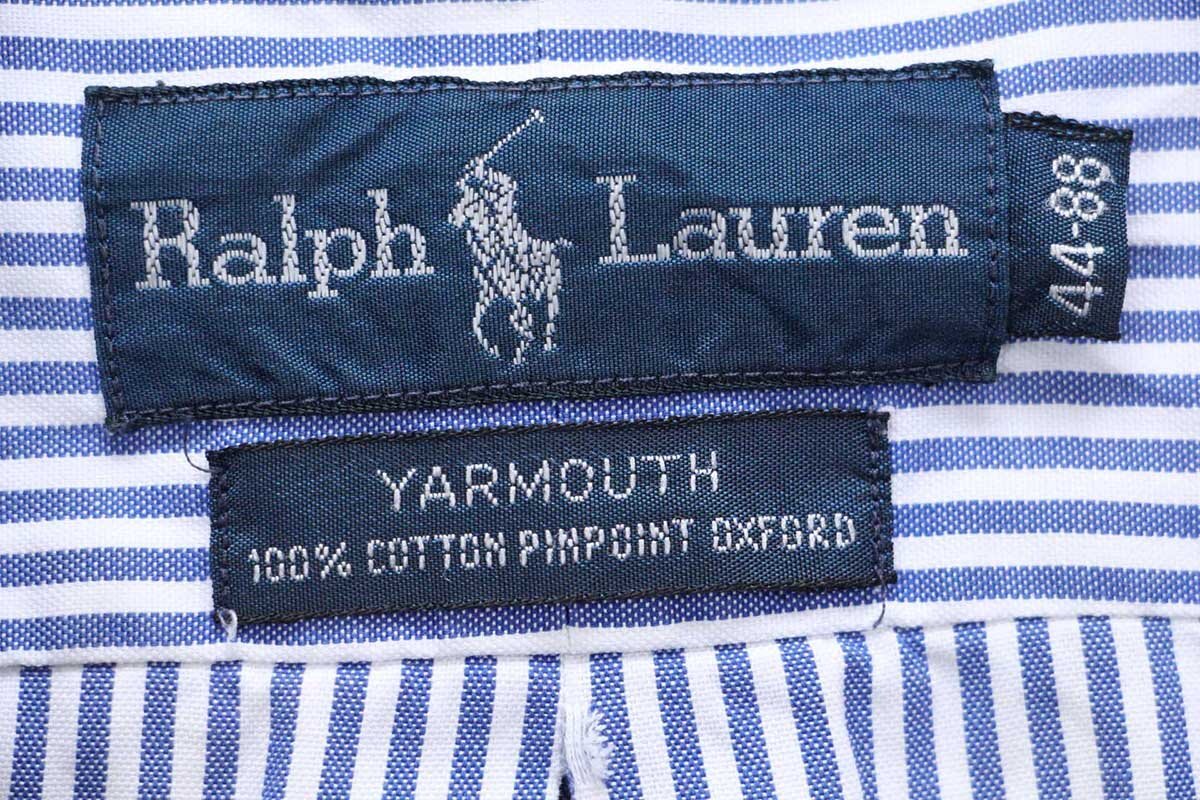 Ralph Lauren
44-88
YARMOUTH
100% COTTON PINPOINT OXFORD